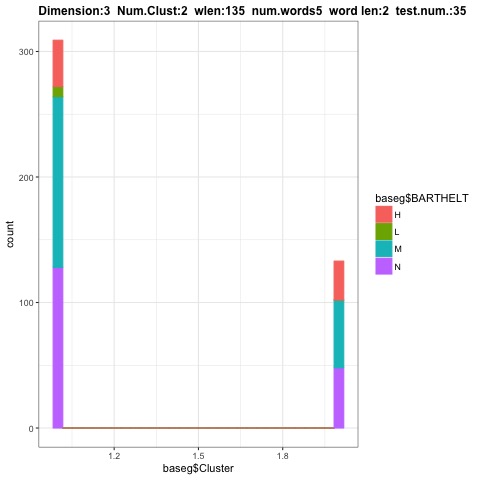 Dimension:3 Num.Clust:2 wlen:135 num.words5 word len:2 test.num.:35
300
200
100
0
count
1.2 1.5 1.8
baseg$Cluster
baseg$BARTHELT
H
L
M
N